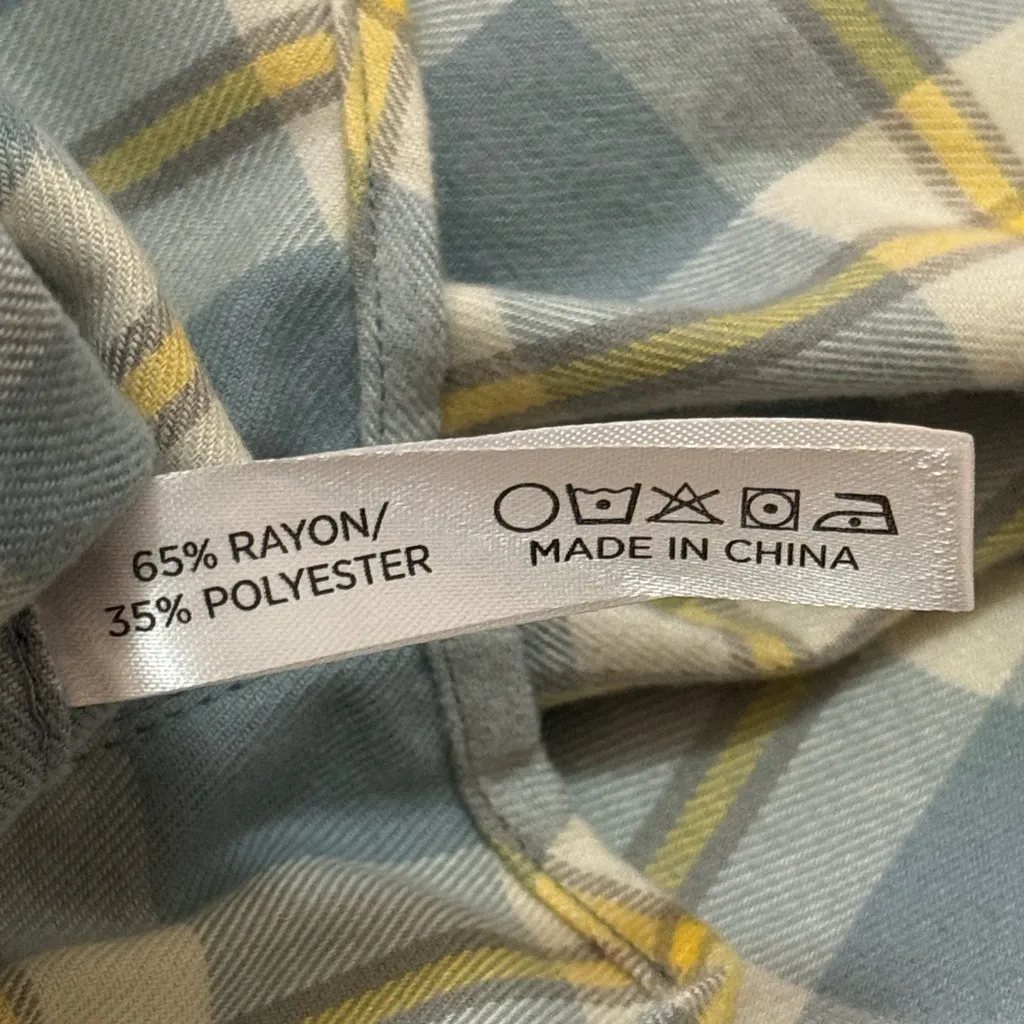 65% RAYON/
35% POLYESTER
MADE IN CHINA